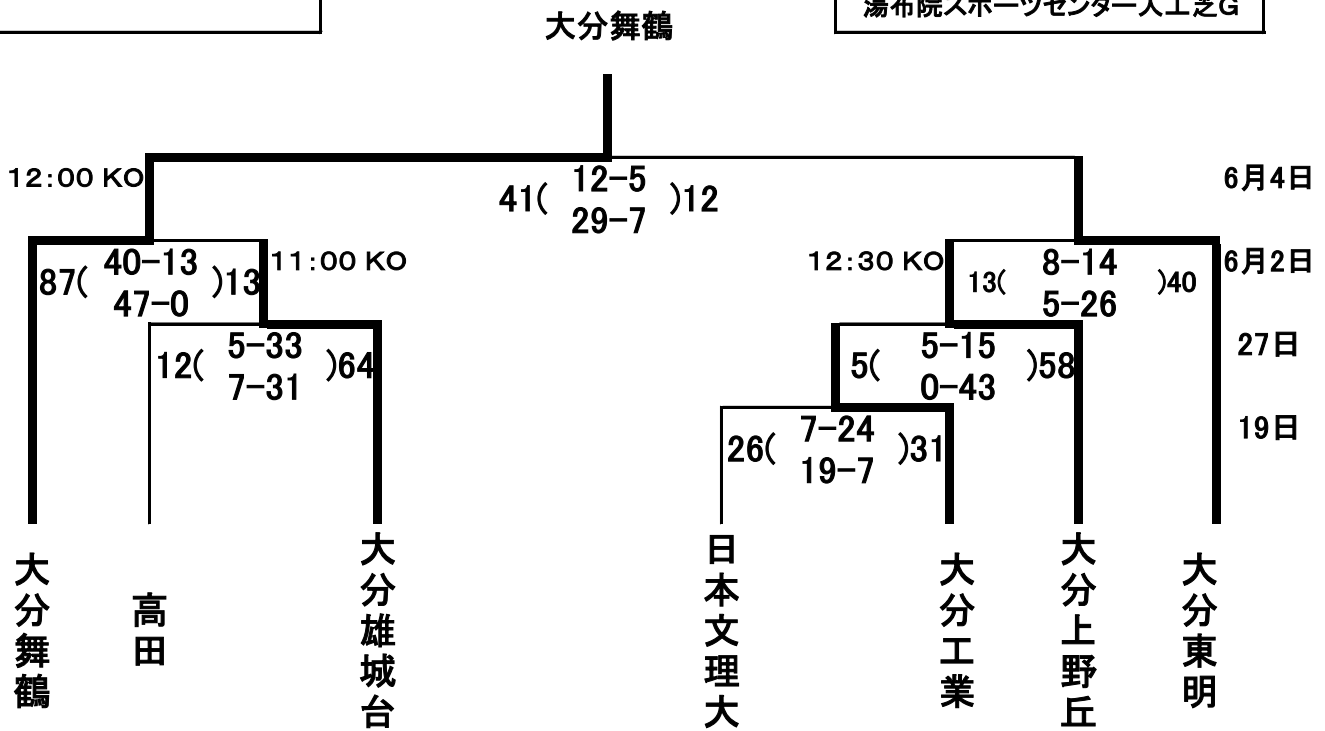 湯布院スポーツセンター人工芝G
大分舞鶴
12:00 KO
41( 12-5 )12
29-7
6月4日
87( 40-13 )13
47-0
11:00 KO
12:30 KO
13( 8-14 )40
5-26
6月2日
12( 5-33 )64
7-31
5( 5-15 )58
0-43
27日
26( 7-24 )31
19-7
19日
大分舞鶴
高田
大分雄城台
日本文理大
大分工業
大分上野丘
大分東明